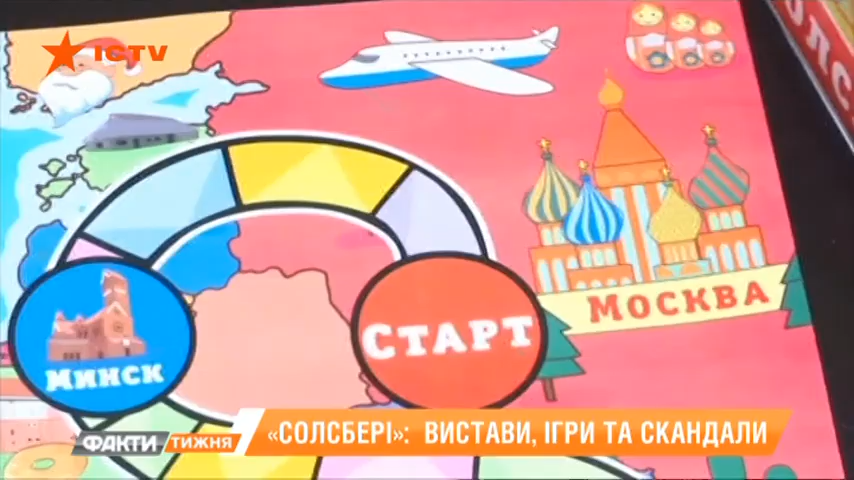 ICTV
МОСКВА
СТАРТ
МИНСК
«СОЛСБЕРІ»: ВИСТАВИ, ІГРИ ТА СКАНДАЛИ
ФАКТИ ТИЖНЯ